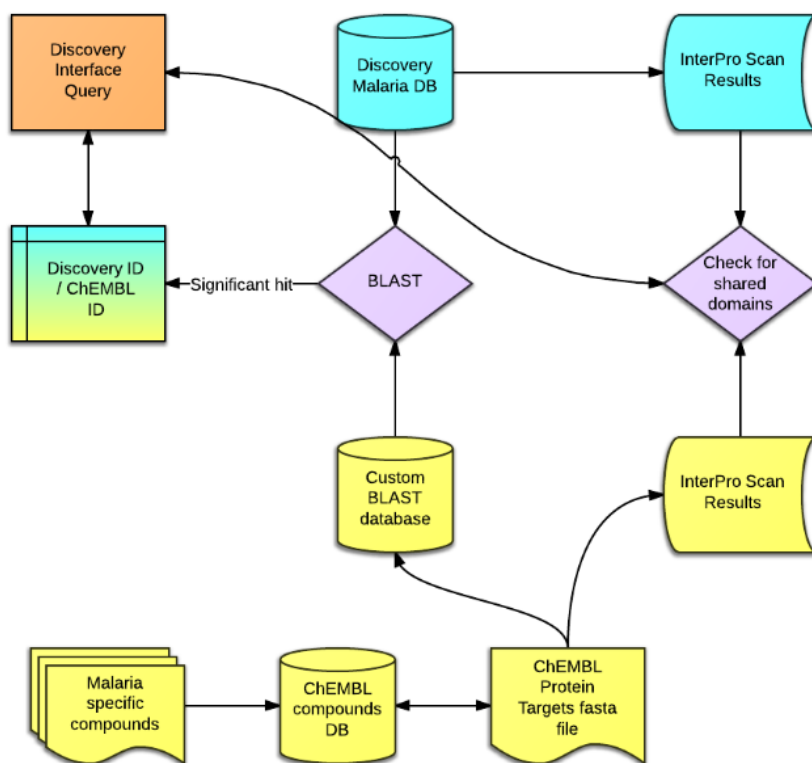 Discovery
Interface
Query
Discovery
Malaria DB
InterPro Scan
Results
Discovery ID
/ ChEMBL
ID
Significant hit
BLAST
Check for
shared
domains
Custom
BLAST
database
InterPro Scan
Results
Malaria
specific
compounds
ChEMBL
compounds
DB
ChEMBL
Protein
Targets fasta
file